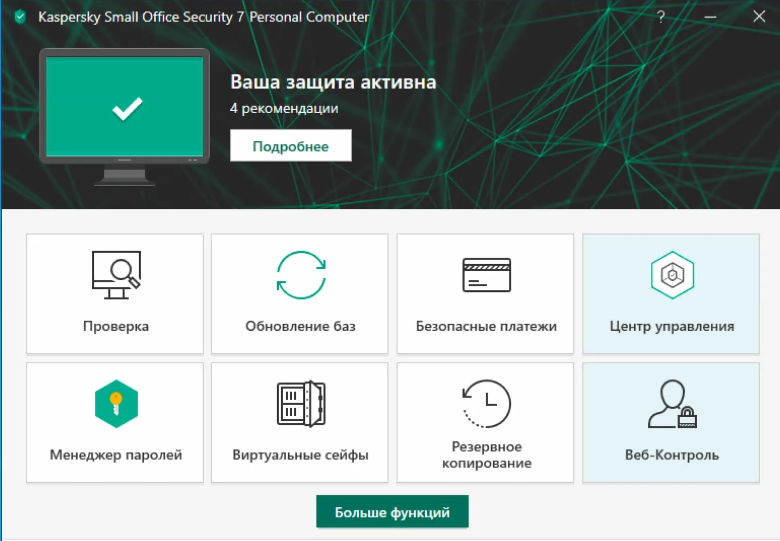 Kaspersky Small Office Security 7 Personal Computer
?
Ваша защита активна
4 рекомендации
Подробнее
Проверка
Обновление баз
Безопасные платежи
Центр управления
Менеджер паролей
Виртуальные сейфы
Резервное
копирование
Веб-Контроль
Больше функций